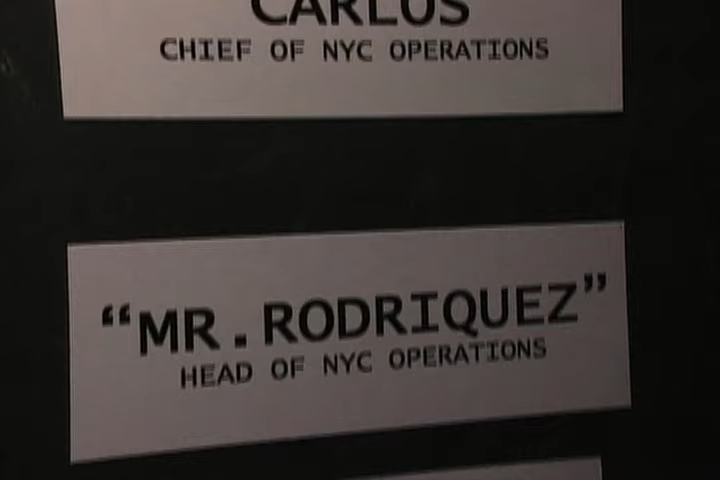 CARLOS
CHIEF OF NYC OPERATIONS
“MR.RODRIQUEZ”
HEAD OF NYC OPERATIONS